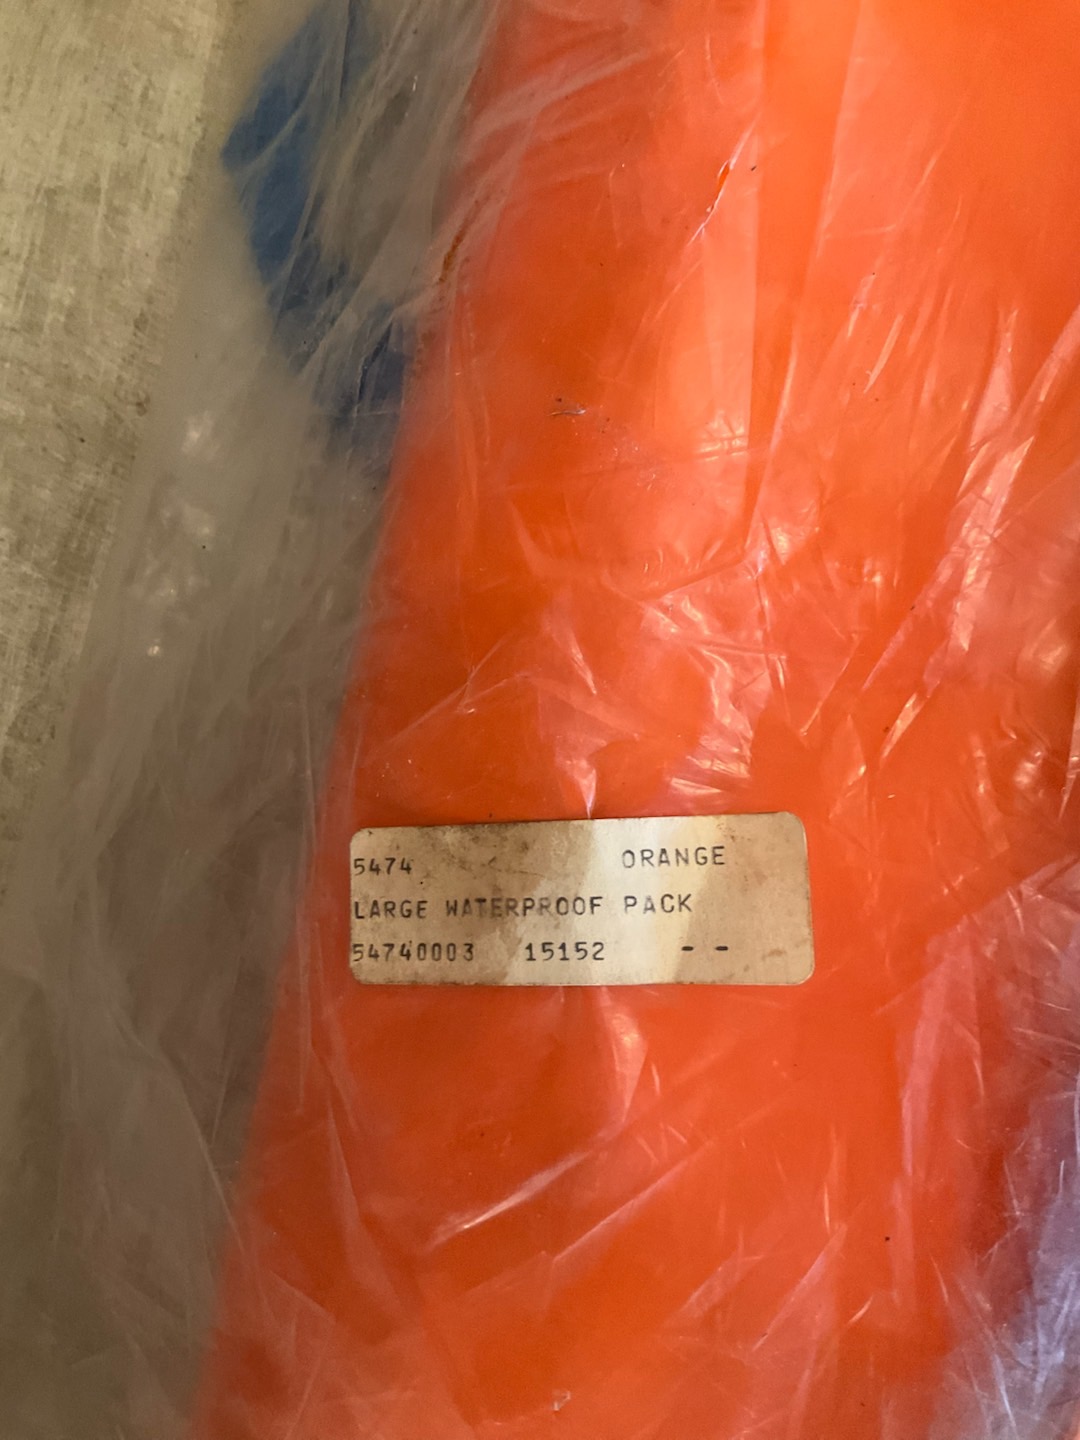 5474 ORANGE
LARGE WATERPROOF PACK
54740003 15152 - -